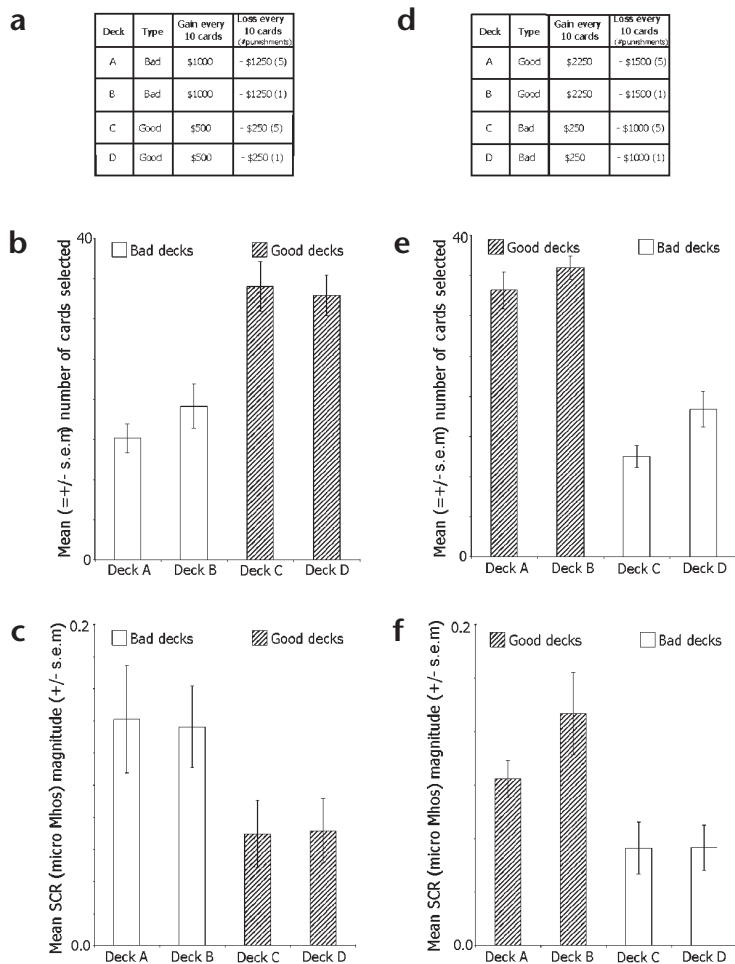 a
Deck Type Gain every 10 cards Loss every 10 cards (#punishments)
A Bad $1000 - $1250 (5)
B Bad $1000 - $1250 (1)
C Good $500 - $250 (5)
D Good $500 - $250 (1)
d
Deck Type Gain every 10 cards Loss every 10 cards (#punishments)
A Good $2250 - $1500 (5)
B Good $2250 - $1500 (1)
C Bad $250 - $1000 (5)
D Bad $250 - $1000 (1)
b
Mean (=+/- s.e.m) number of cards selected
40
0
Bad decks Good decks
Deck A Deck B Deck C Deck D
e
Mean (=+/- s.e.m) number of cards selected
40
0
Good decks Bad decks
Deck A Deck B Deck C Deck D
c
Mean SCR (micro Mhos) magnitude (+/- s.e.m)
0.2
0.0
Bad decks Good decks
Deck A Deck B Deck C Deck D
f
Mean SCR (micro Mhos) magnitude (+/- s.e.m)
0.2
0.0
Good decks Bad decks
Deck A Deck B Deck C Deck D